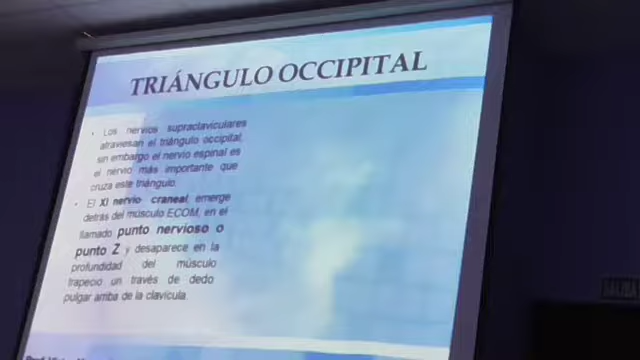 TRIÁNGULO OCCIPITAL
• Los nervios supraclaviculares
atraviesan el triángulo occipital,
sin embargo el nervio espinal es
el nervio más importante que
cruza este triángulo.
• El XI nervio craneal, emerge
detrás del músculo ECOM, en el
llamado punto nervioso o
punto Z y desaparece en la
profundidad del músculo
trapecio un través de dedo
pulgar arriba de la clavícula.
SALIDA